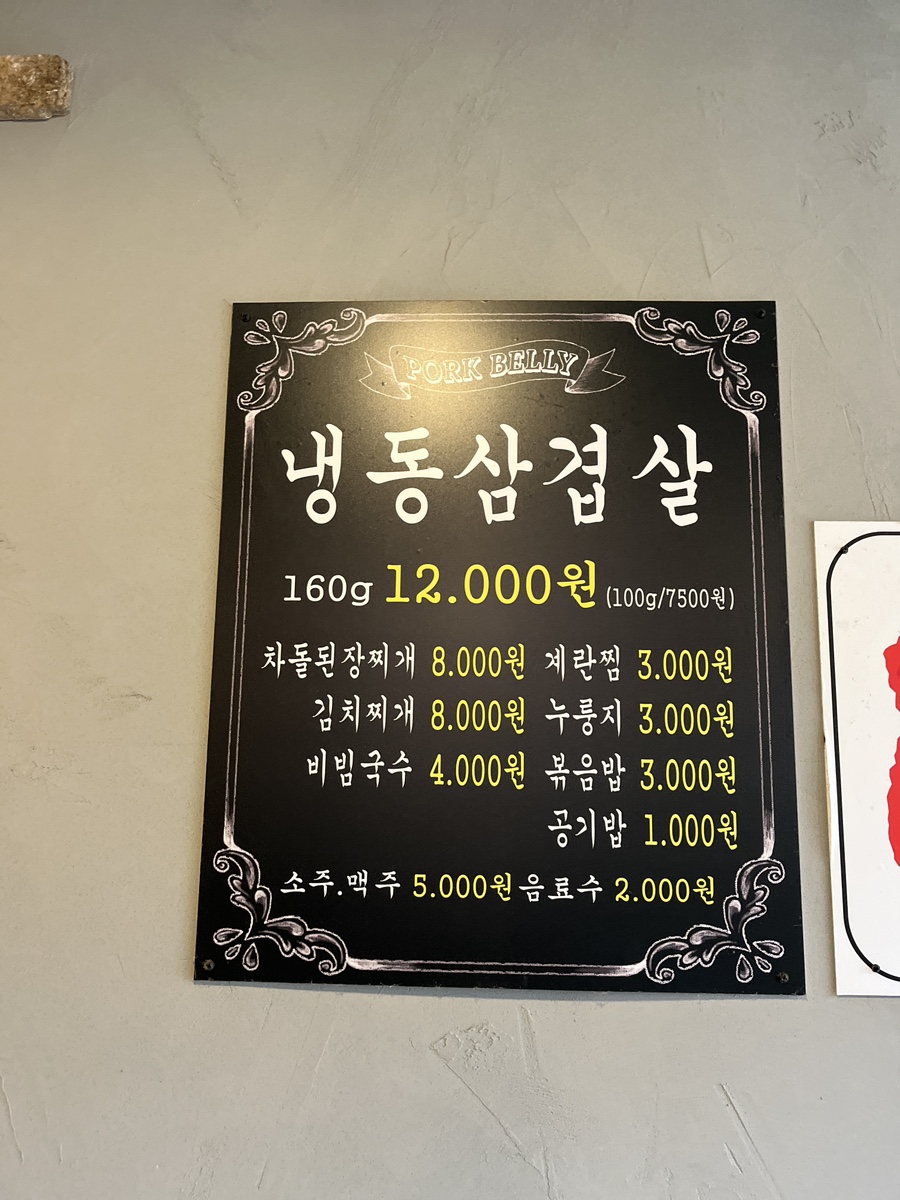 PORK BELLY
냉동삼겹살
160g 12.000원 (100g/7500원)
차돌된장찌개 8.000원 계란찜 3.000원
김치찌개 8.000원 누룽지 3.000원
비빔국수 4.000원 볶음밥 3.000원
공기밥 1.000원
소주.맥주 5.000원 음료수 2.000원